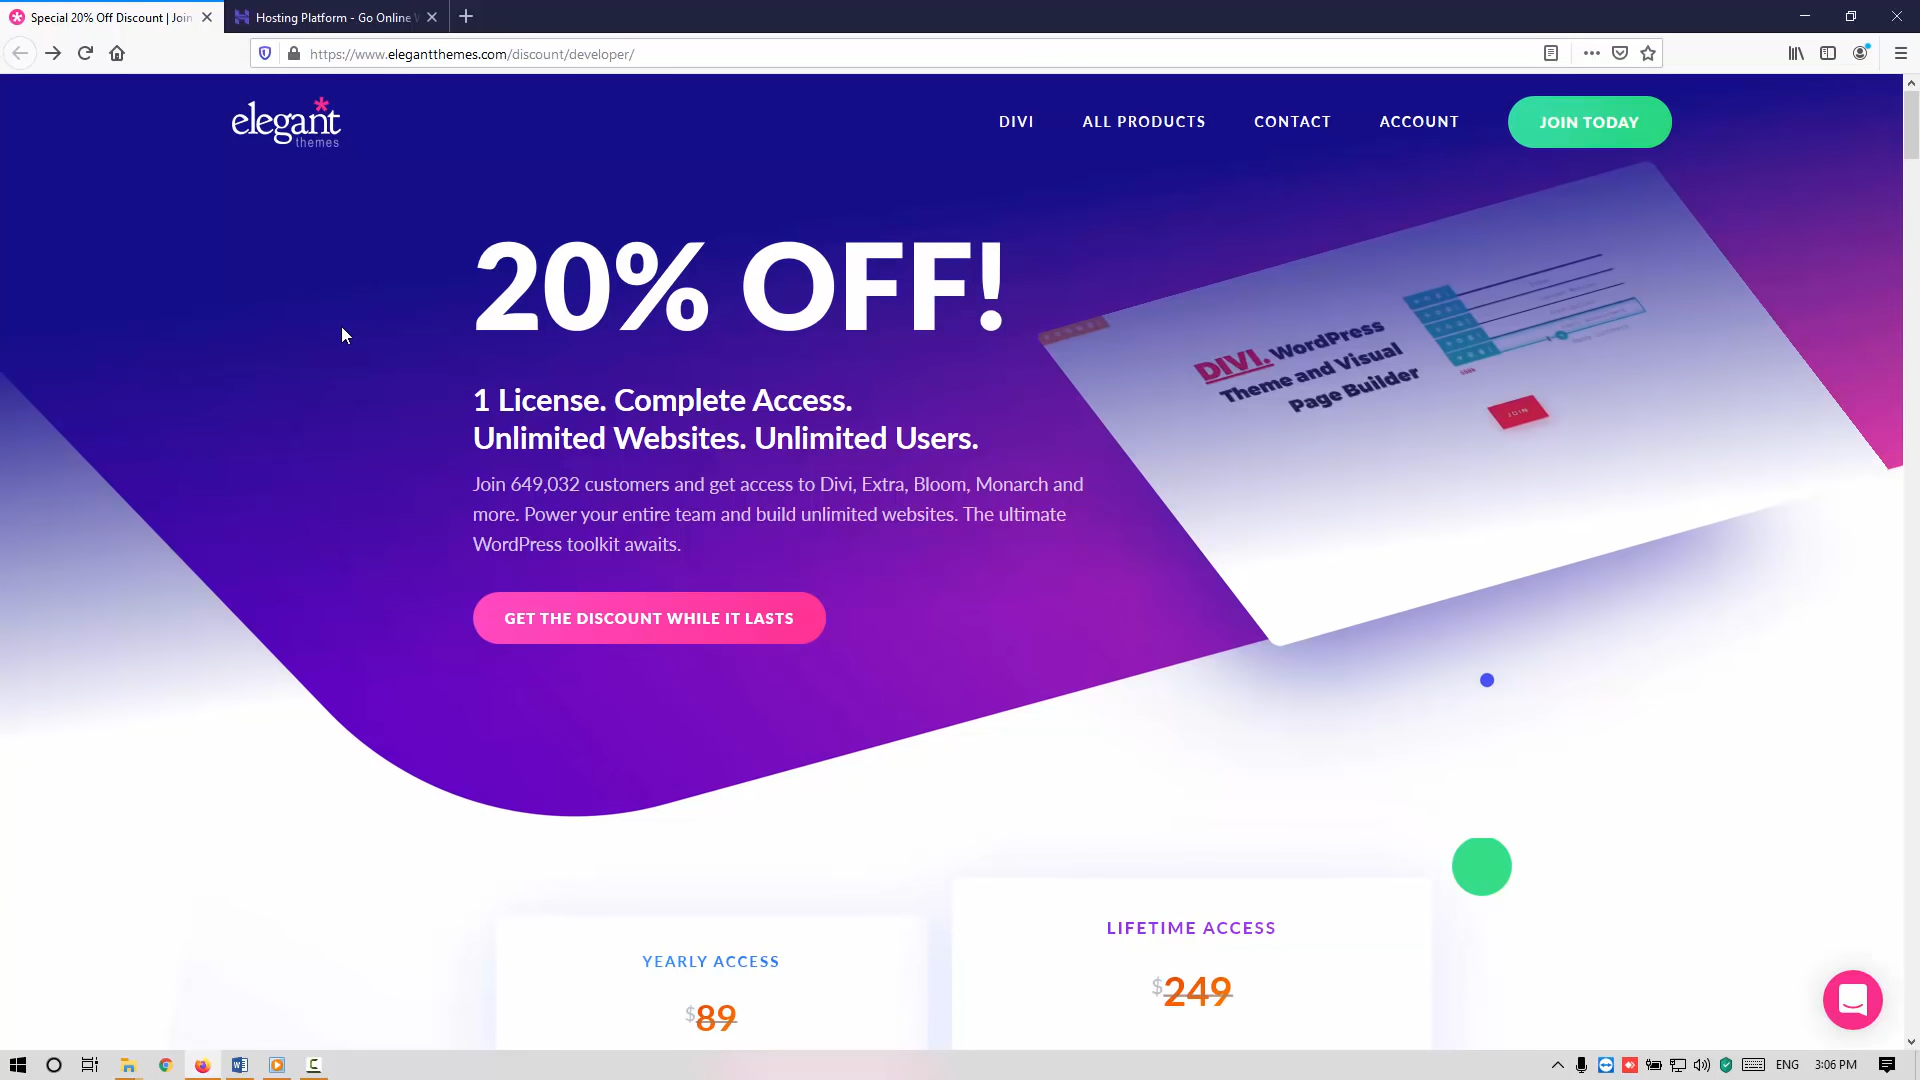 Special 20% Off Discount | Join
Hosting Platform - Go Online
https://www.elegantthemes.com/discount/developer/
elegant
themes
DIVI
ALL PRODUCTS
CONTACT
ACCOUNT
JOIN TODAY
20% OFF!
1 License. Complete Access.
Unlimited Websites. Unlimited Users.
Join 649,032 customers and get access to Divi, Extra, Bloom, Monarch and
more. Power your entire team and build unlimited websites. The ultimate
WordPress toolkit awaits.
GET THE DISCOUNT WHILE IT LASTS
DIVI. WordPress
Theme and Visual
Page Builder
JOIN
YEARLY ACCESS
$89
LIFETIME ACCESS
$249
ENG
3:06 PM